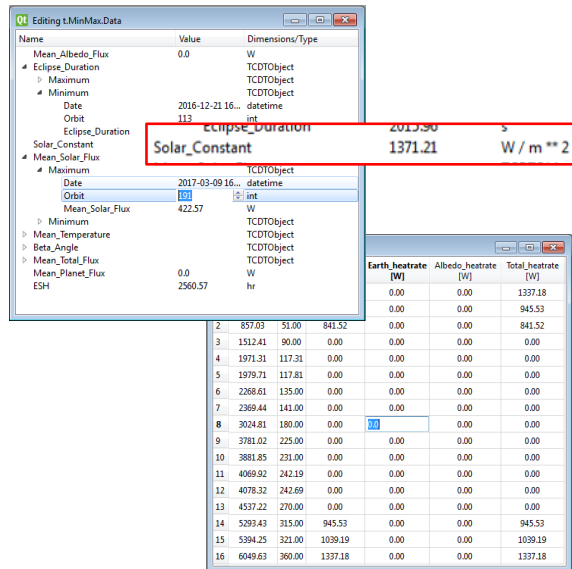 Editing t.MinMax.Data
Name Value Dimensions/Type
Mean_Albedo_Flux 0.0 W
Eclipse_Duration TCDTObject
Maximum TCDTObject
Minimum TCDTObject
Date 2016-12-21 16... datetime
Orbit 113 int
Eclipse_Duration
Eclipse_Duration 2015.90 s
Solar_Constant
Solar_Constant 1371.21 W / m ** 2
Mean_Solar_Flux
Maximum TCDTObject
Date 2017-03-09 16... datetime
Orbit 191 int
Mean_Solar_Flux 422.57 W
Minimum TCDTObject
Mean_Temperature TCDTObject
Beta_Angle TCDTObject
Mean_Total_Flux TCDTObject
Mean_Planet_Flux 0.0 W
ESH 2560.57 hr
Earth_heatrate Albedo_heatrate Total_heatrate
[W] [W] [W]
0.00 0.00 1337.18
0.00 0.00 945.53
2 857.03 51.00 841.52 0.00 0.00 841.52
3 1512.41 90.00 0.00 0.00 0.00 0.00
4 1971.31 117.31 0.00 0.00 0.00 0.00
5 1979.71 117.81 0.00 0.00 0.00 0.00
6 2268.61 135.00 0.00 0.00 0.00 0.00
7 2369.44 141.00 0.00 0.00 0.00 0.00
8 3024.81 180.00 0.00 0.0 0.00 0.00
9 3781.02 225.00 0.00 0.00 0.00 0.00
10 3881.85 231.00 0.00 0.00 0.00 0.00
11 4069.92 242.19 0.00 0.00 0.00 0.00
12 4078.32 242.69 0.00 0.00 0.00 0.00
13 4537.22 270.00 0.00 0.00 0.00 0.00
14 5293.43 315.00 945.53 0.00 0.00 945.53
15 5394.25 321.00 1039.19 0.00 0.00 1039.19
16 6049.63 360.00 1337.18 0.00 0.00 1337.18